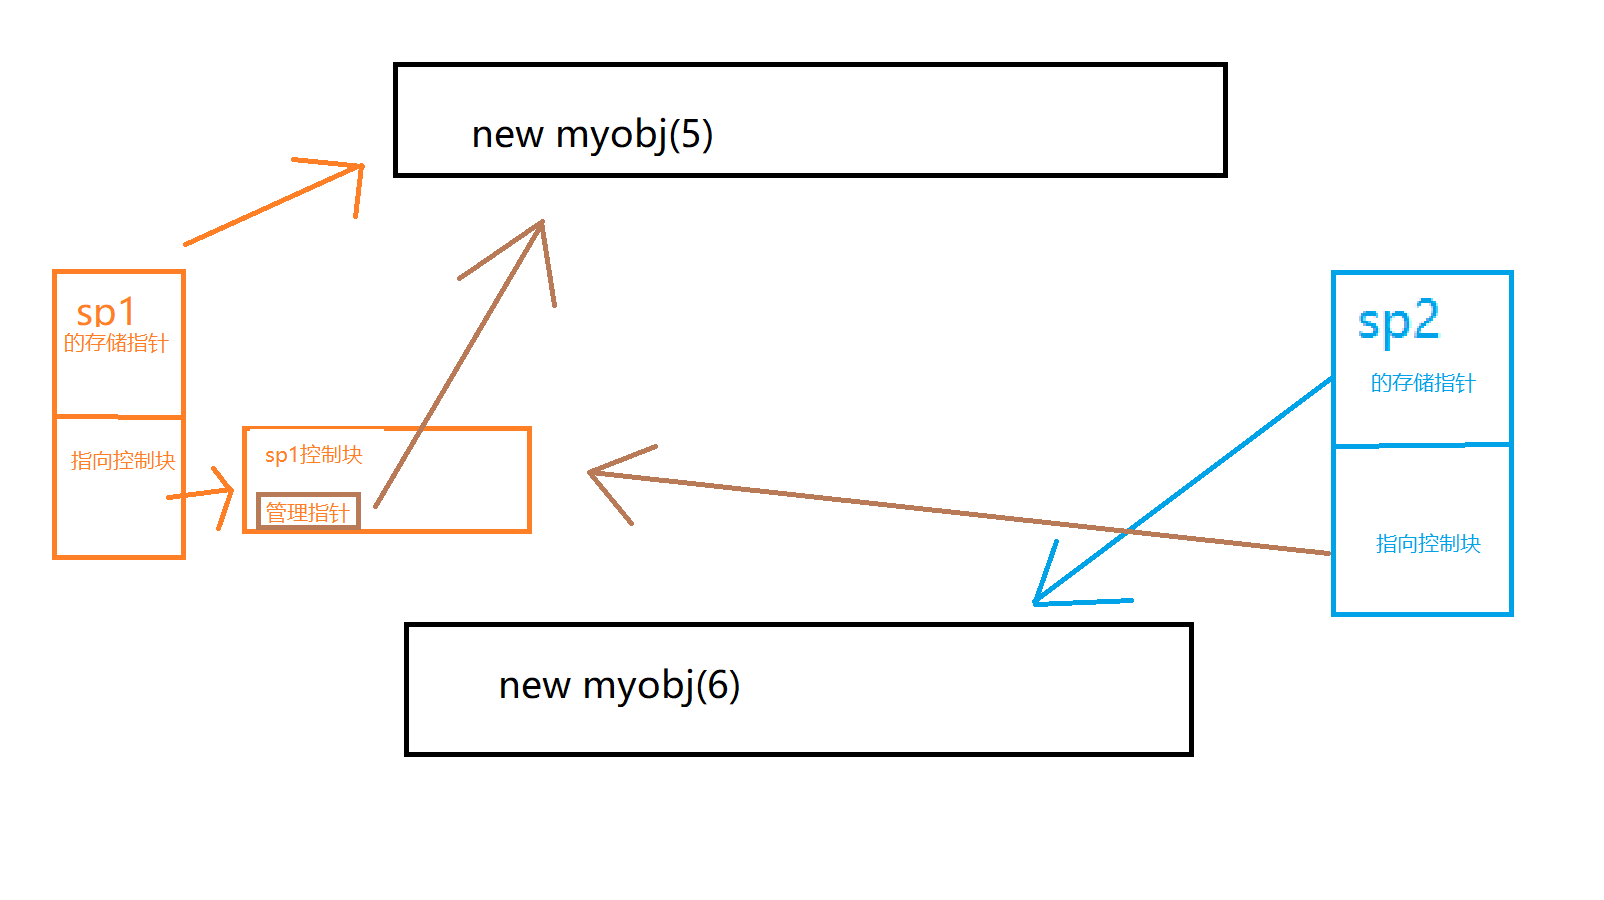 new myobj(5)
sp1
的存储指针
指向控制块
sp1控制块
管理指针
sp2
的存储指针
指向控制块
new myobj(6)